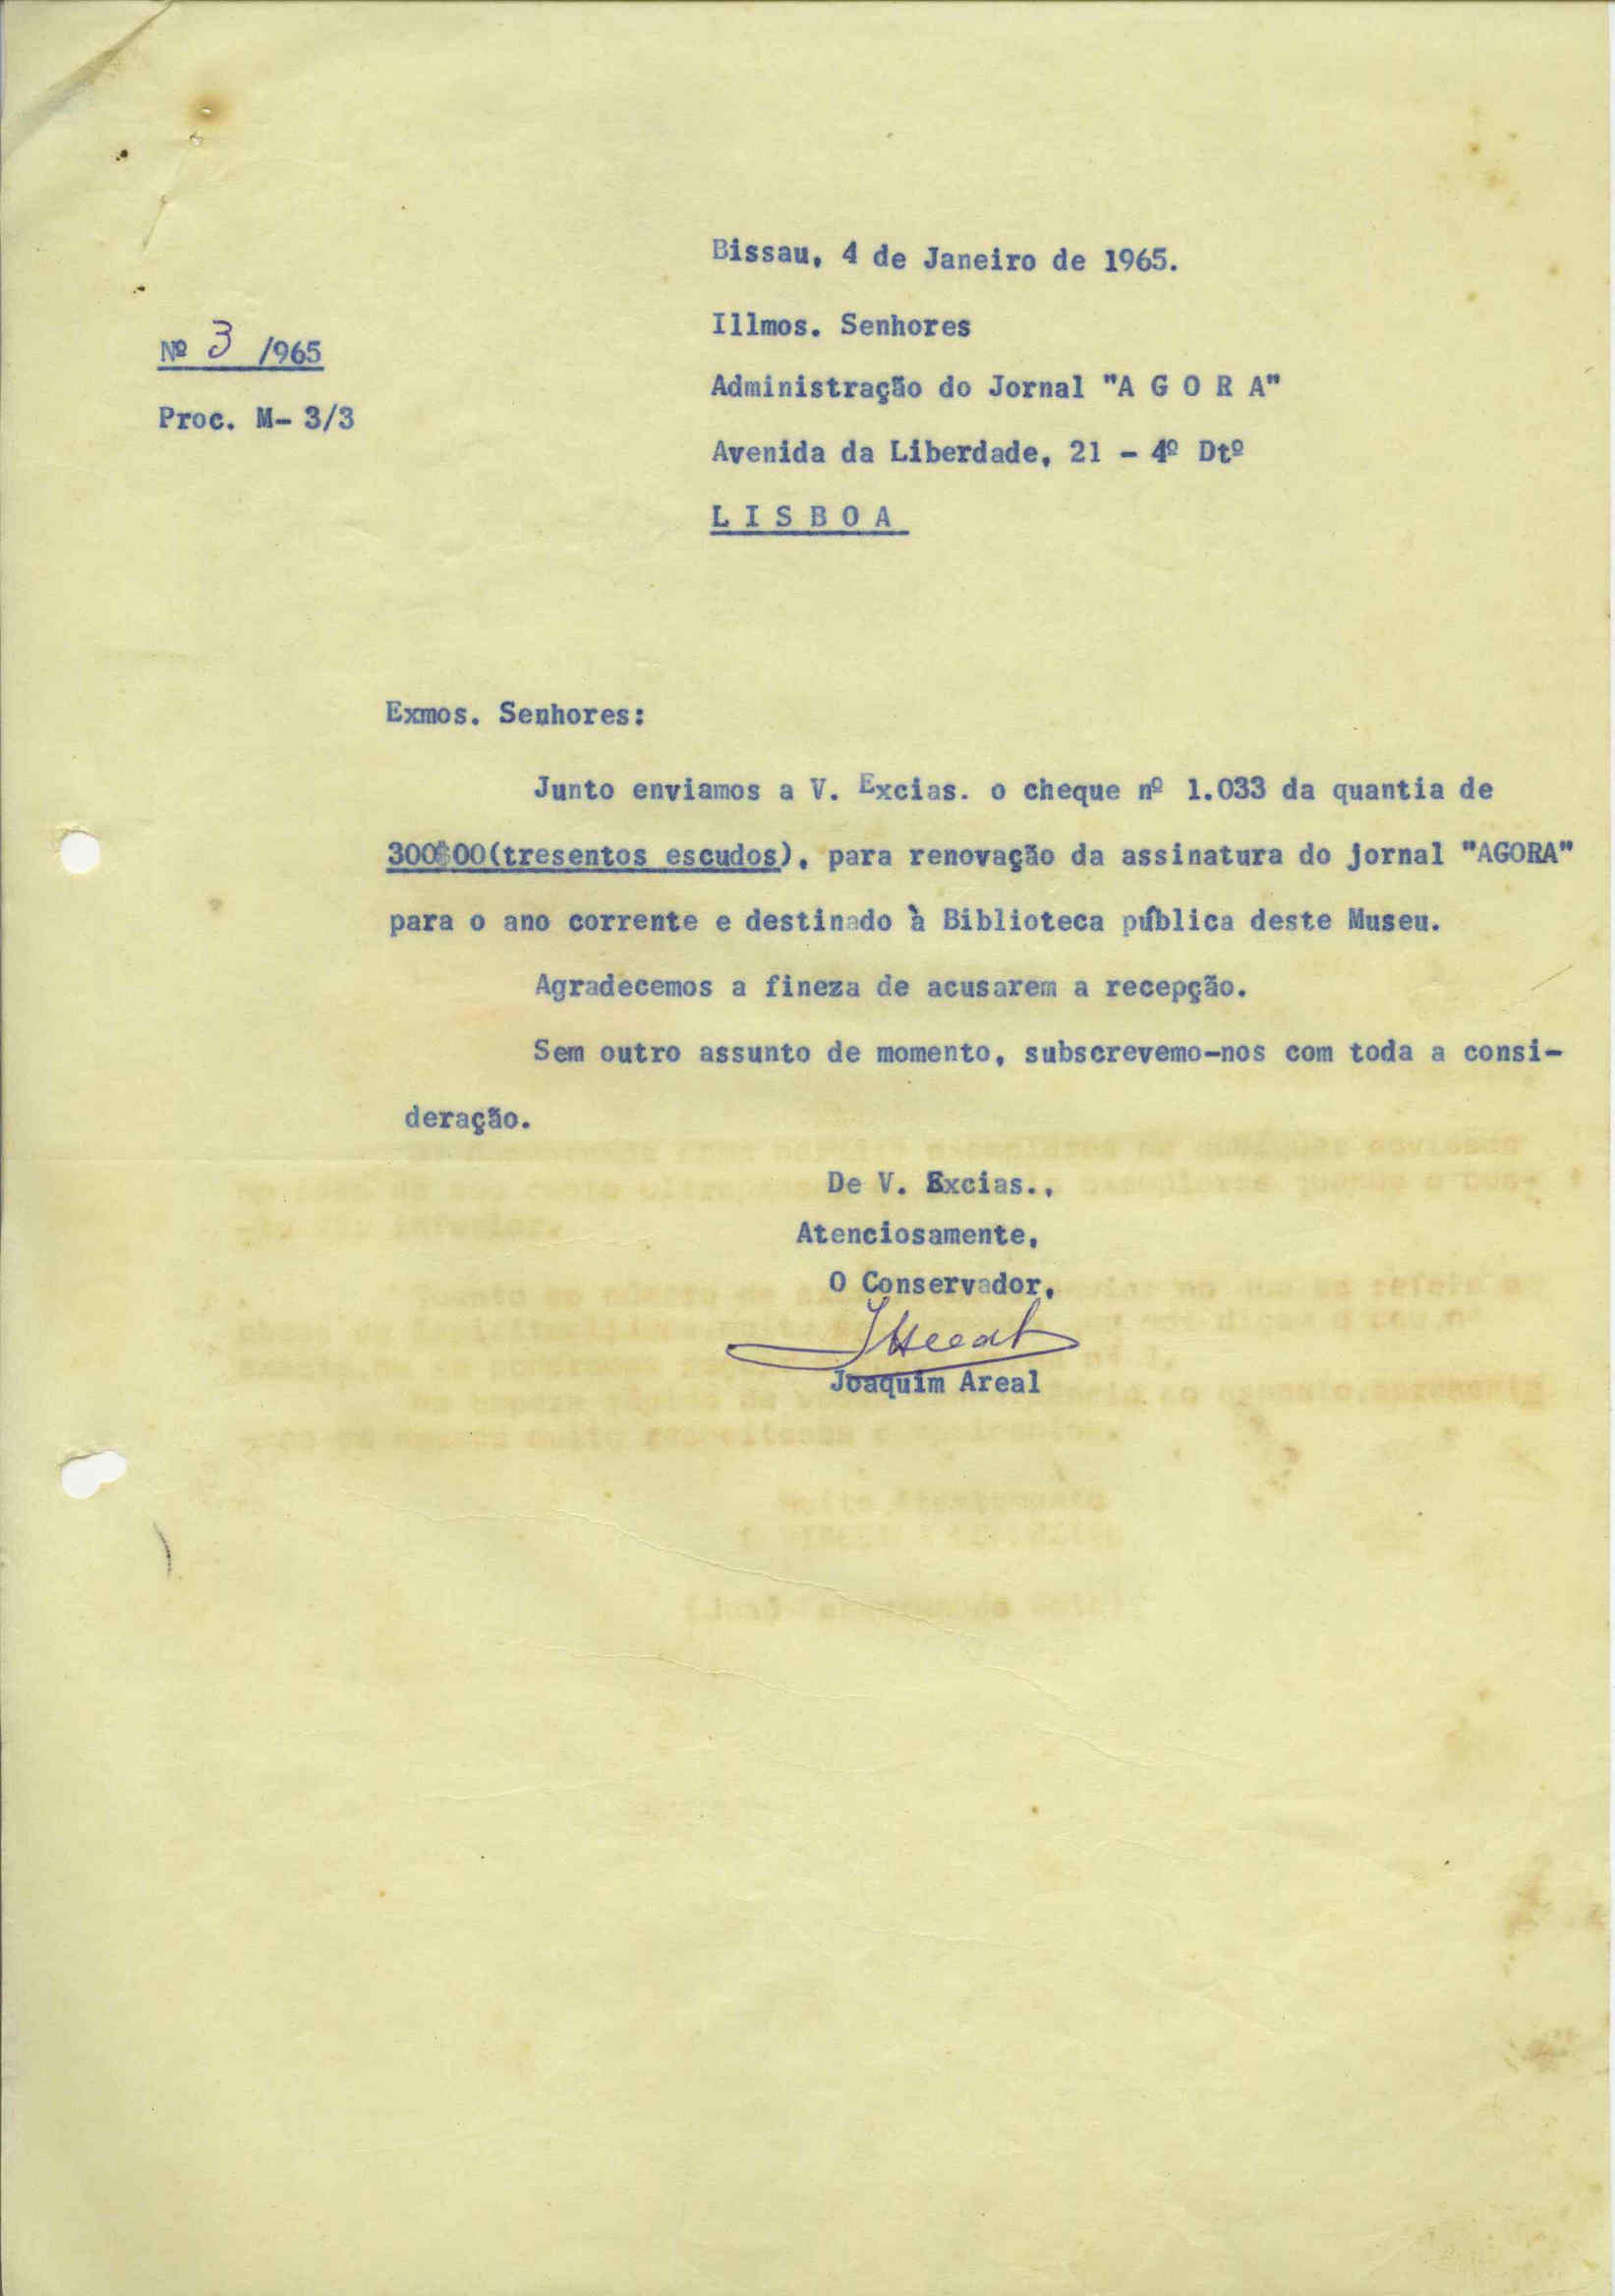 Bissau, 4 de Janeiro de 1965.
Nº 3 /965
Proc. M- 3/3
Illmos. Senhores
Administração do Jornal "A G O R A"
Avenida da Liberdade, 21 - 4º Dtº
L I S B O A
Exmos. Senhores:
Junto enviamos a V. Excias. o cheque nº 1.033 da quantia de
300$00(tresentos escudos), para renovação da assinatura do jornal "AGORA"
para o ano corrente e destinado à Biblioteca pública deste Museu.
Agradecemos a fineza de acusarem a recepção.
Sem outro assunto de momento, subscrevemo-nos com toda a consi-
deração.
De V. Excias.,
Atenciosamente,
O Conservador,
Joaquim Areal